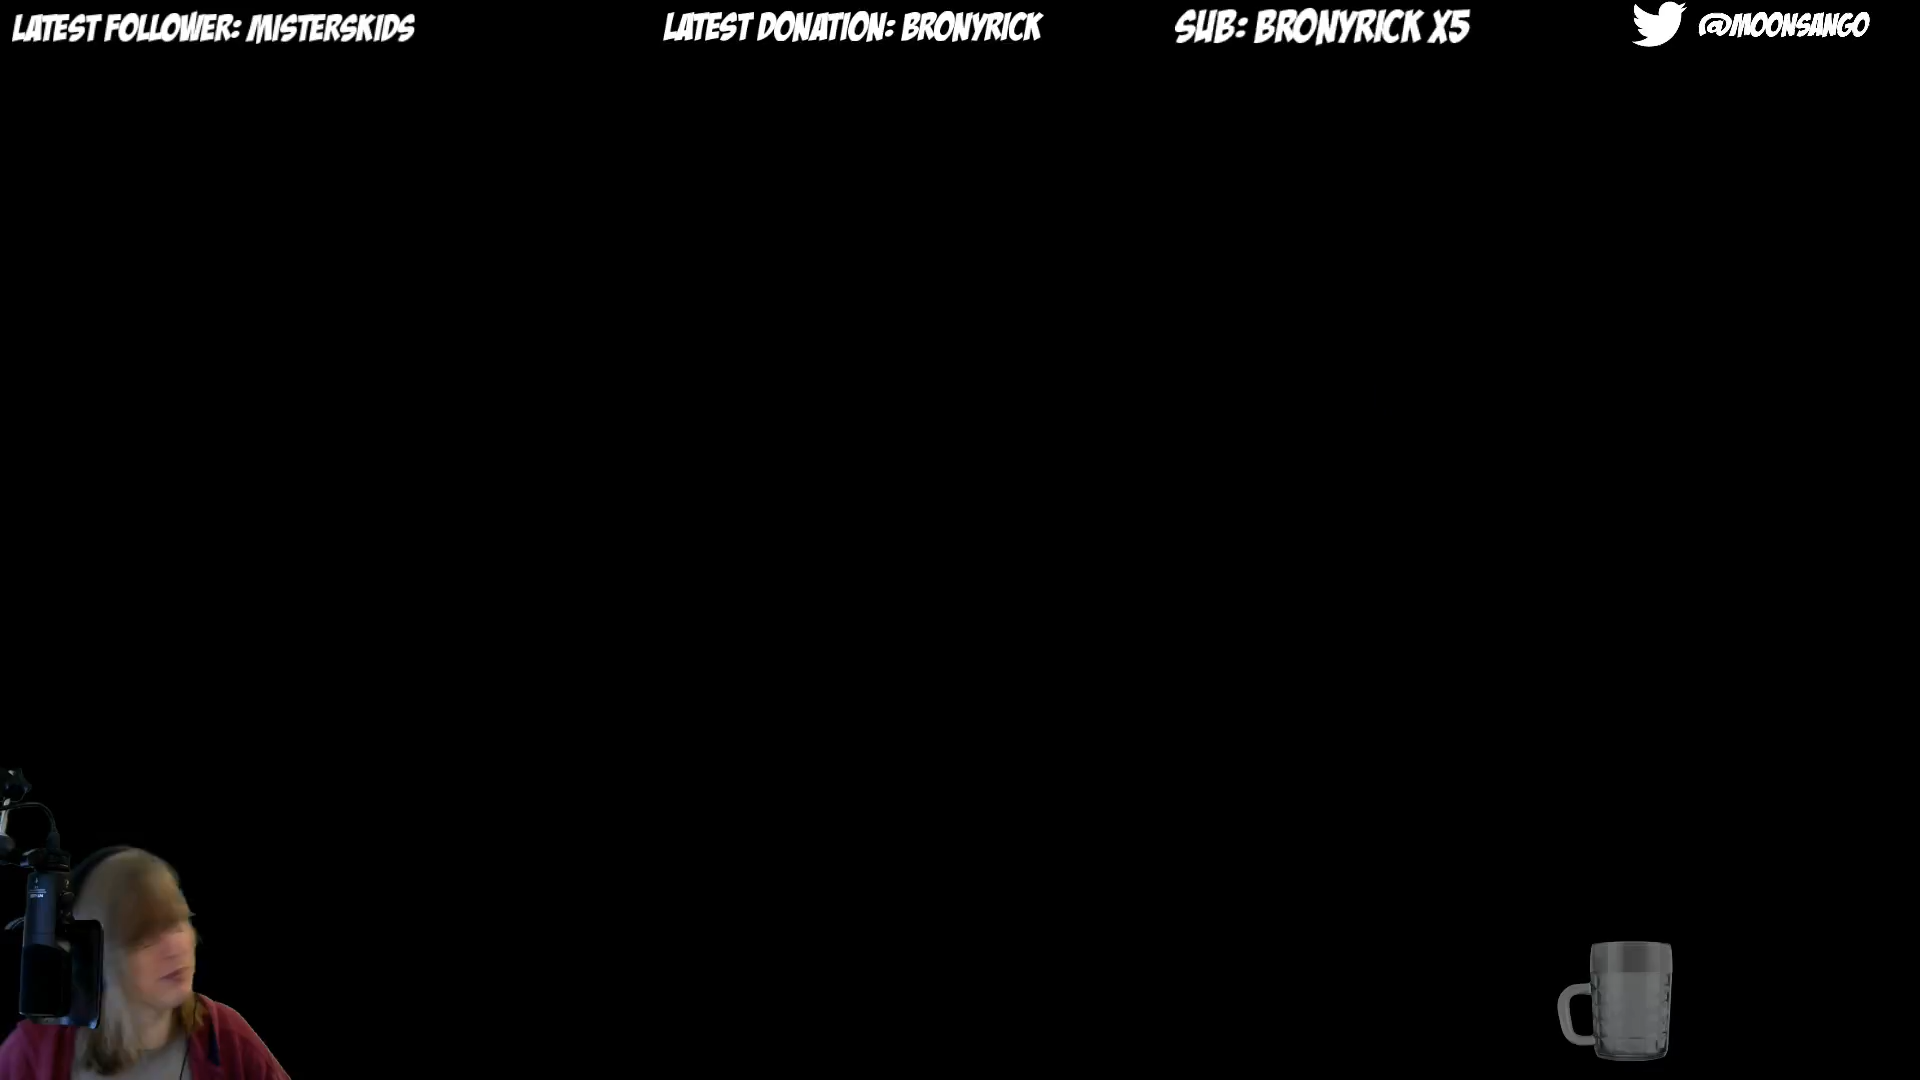 LATEST FOLLOWER: MISTERSKIDS
LATEST DONATION: BRONYRICK
SUB: BRONYRICK X5
@MOONSANGO